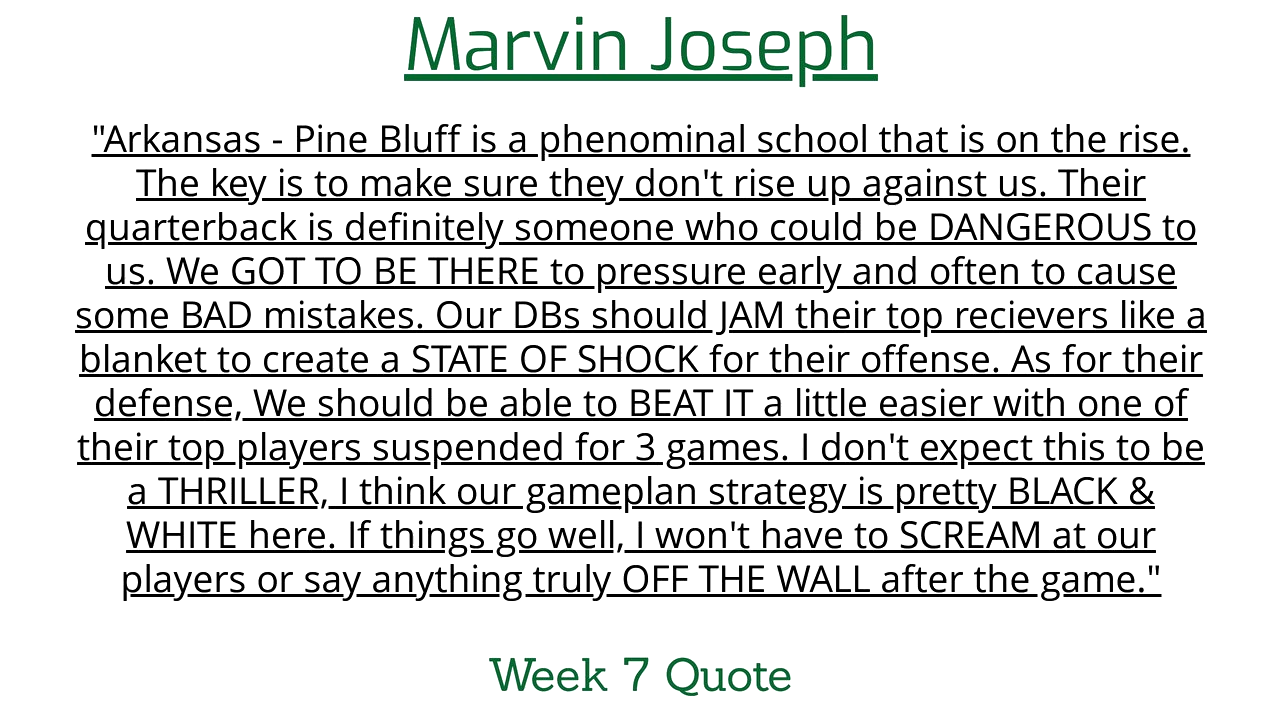 Marvin Joseph
"Arkansas - Pine Bluff is a phenominal school that is on the rise.
The key is to make sure they don't rise up against us. Their
quarterback is definitely someone who could be DANGEROUS to
us. We GOT TO BE THERE to pressure early and often to cause
some BAD mistakes. Our DBs should JAM their top recievers like a
blanket to create a STATE OF SHOCK for their offense. As for their
defense, We should be able to BEAT IT a little easier with one of
their top players suspended for 3 games. I don't expect this to be
a THRILLER, I think our gameplan strategy is pretty BLACK &
WHITE here. If things go well, I won't have to SCREAM at our
players or say anything truly OFF THE WALL after the game."
Week 7 Quote